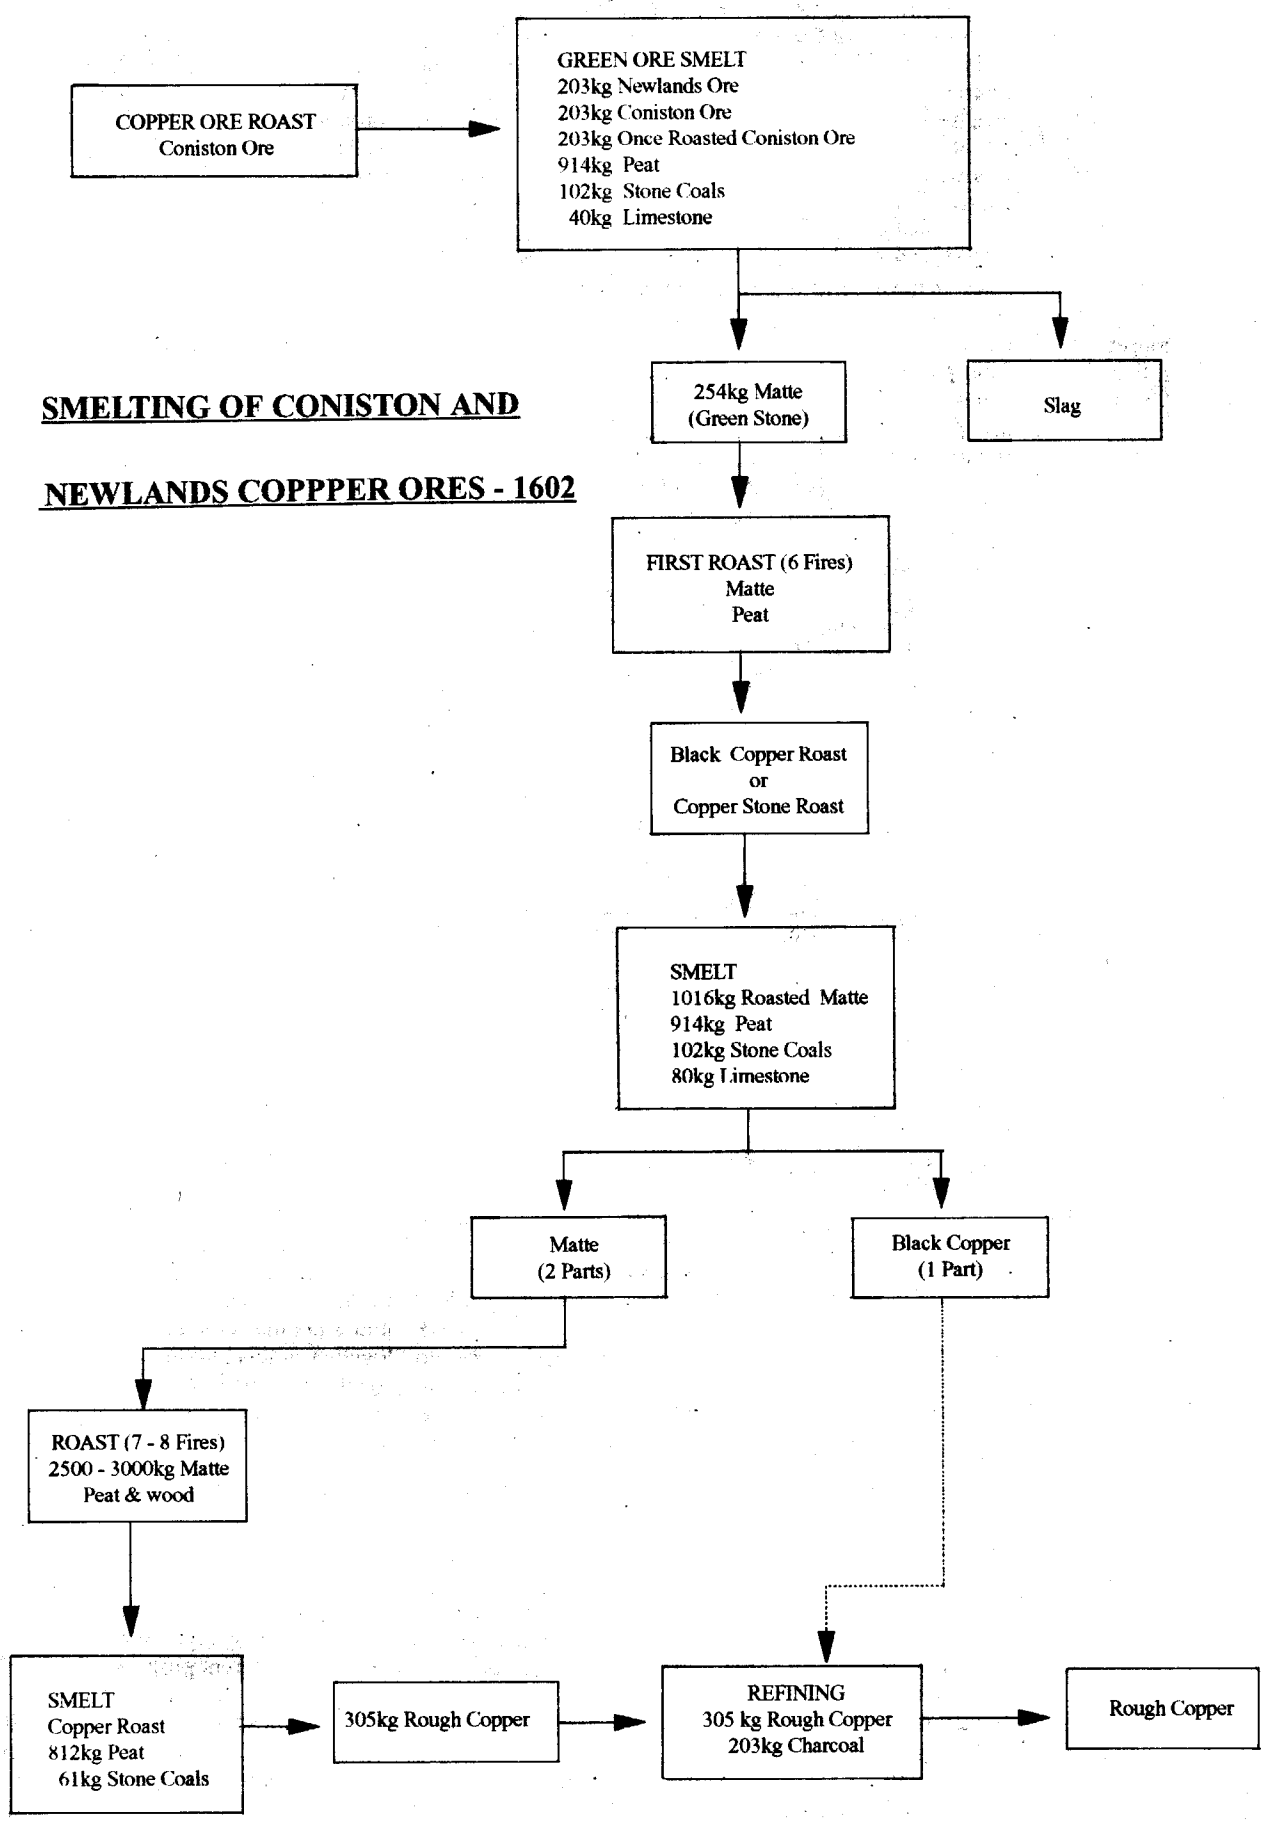 GREEN ORE SMELT
203kg Newlands Ore
203kg Coniston Ore
203kg Once Roasted Coniston Ore
914kg Peat
102kg Stone Coals
40kg Limestone
COPPER ORE ROAST
Coniston Ore
254kg Matte
(Green Stone)
Slag
SMELTING OF CONISTON AND
NEWLANDS COPPPER ORES - 1602
FIRST ROAST (6 Fires)
Matte
Peat
Black Copper Roast
or
Copper Stone Roast
SMELT
1016kg Roasted Matte
914kg Peat
102kg Stone Coals
80kg Limestone
Matte
(2 Parts)
Black Copper
(1 Part)
ROAST (7 - 8 Fires)
2500 - 3000kg Matte
Peat & wood
SMELT
Copper Roast
812kg Peat
61kg Stone Coals
305kg Rough Copper
REFINING
305 kg Rough Copper
203kg Charcoal
Rough Copper